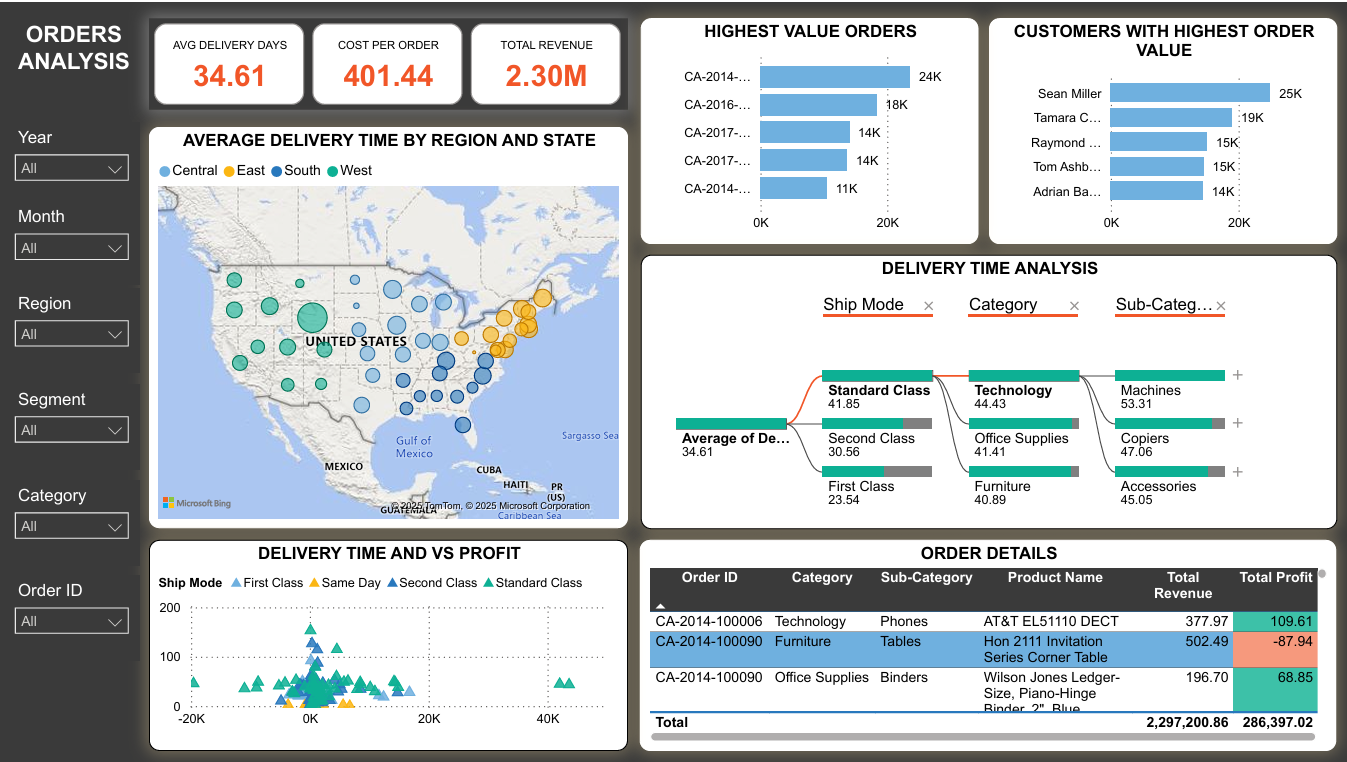 ORDERS
ANALYSIS
Year
All
Month
All
Region
All
Segment
All
Category
All
Order ID
All
AVG DELIVERY DAYS
34.61
COST PER ORDER
401.44
TOTAL REVENUE
2.30M
AVERAGE DELIVERY TIME BY REGION AND STATE
Central East South West
UNITED STATES
Gulf of
Mexico
Sargasso Sea
MEXICO
CUBA
HAITI
PR
(US)
GUATEMALA
Caribbean Sea
Microsoft Bing
© 2025 TomTom, © 2025 Microsoft Corporation
DELIVERY TIME AND VS PROFIT
Ship Mode First Class Same Day Second Class Standard Class
200
100
0
-20K 0K 20K 40K
HIGHEST VALUE ORDERS
CA-2014-… 24K
CA-2016-… 18K
CA-2017-… 14K
CA-2017-… 14K
CA-2014-… 11K
0K 20K
CUSTOMERS WITH HIGHEST ORDER
VALUE
Sean Miller 25K
Tamara C… 19K
Raymond … 15K
Tom Ashb… 15K
Adrian Ba… 14K
0K 20K
DELIVERY TIME ANALYSIS
Ship Mode Category Sub-Categ…
Average of De…
34.61
Standard Class
41.85
Second Class
30.56
First Class
23.54
Technology
44.43
Office Supplies
41.41
Furniture
40.89
Machines
53.31
Copiers
47.06
Accessories
45.05
ORDER DETAILS
Order ID Category Sub-Category Product Name Total Revenue Total Profit
CA-2014-100006 Technology Phones AT&T EL51110 DECT 377.97 109.61
CA-2014-100090 Furniture Tables Hon 2111 Invitation 502.49 -87.94
Series Corner Table
CA-2014-100090 Office Supplies Binders Wilson Jones Ledger- 196.70 68.85
Size, Piano-Hinge
Binder, 2", Blue
Total 2,297,200.86 286,397.02